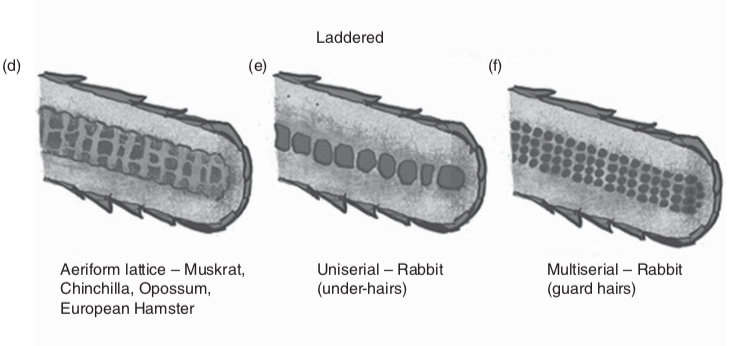 Laddered
(d)
(e)
(f)
Aeriform lattice – Muskrat,
Chinchilla, Opossum,
European Hamster
Uniserial – Rabbit
(under-hairs)
Multiserial – Rabbit
(guard hairs)